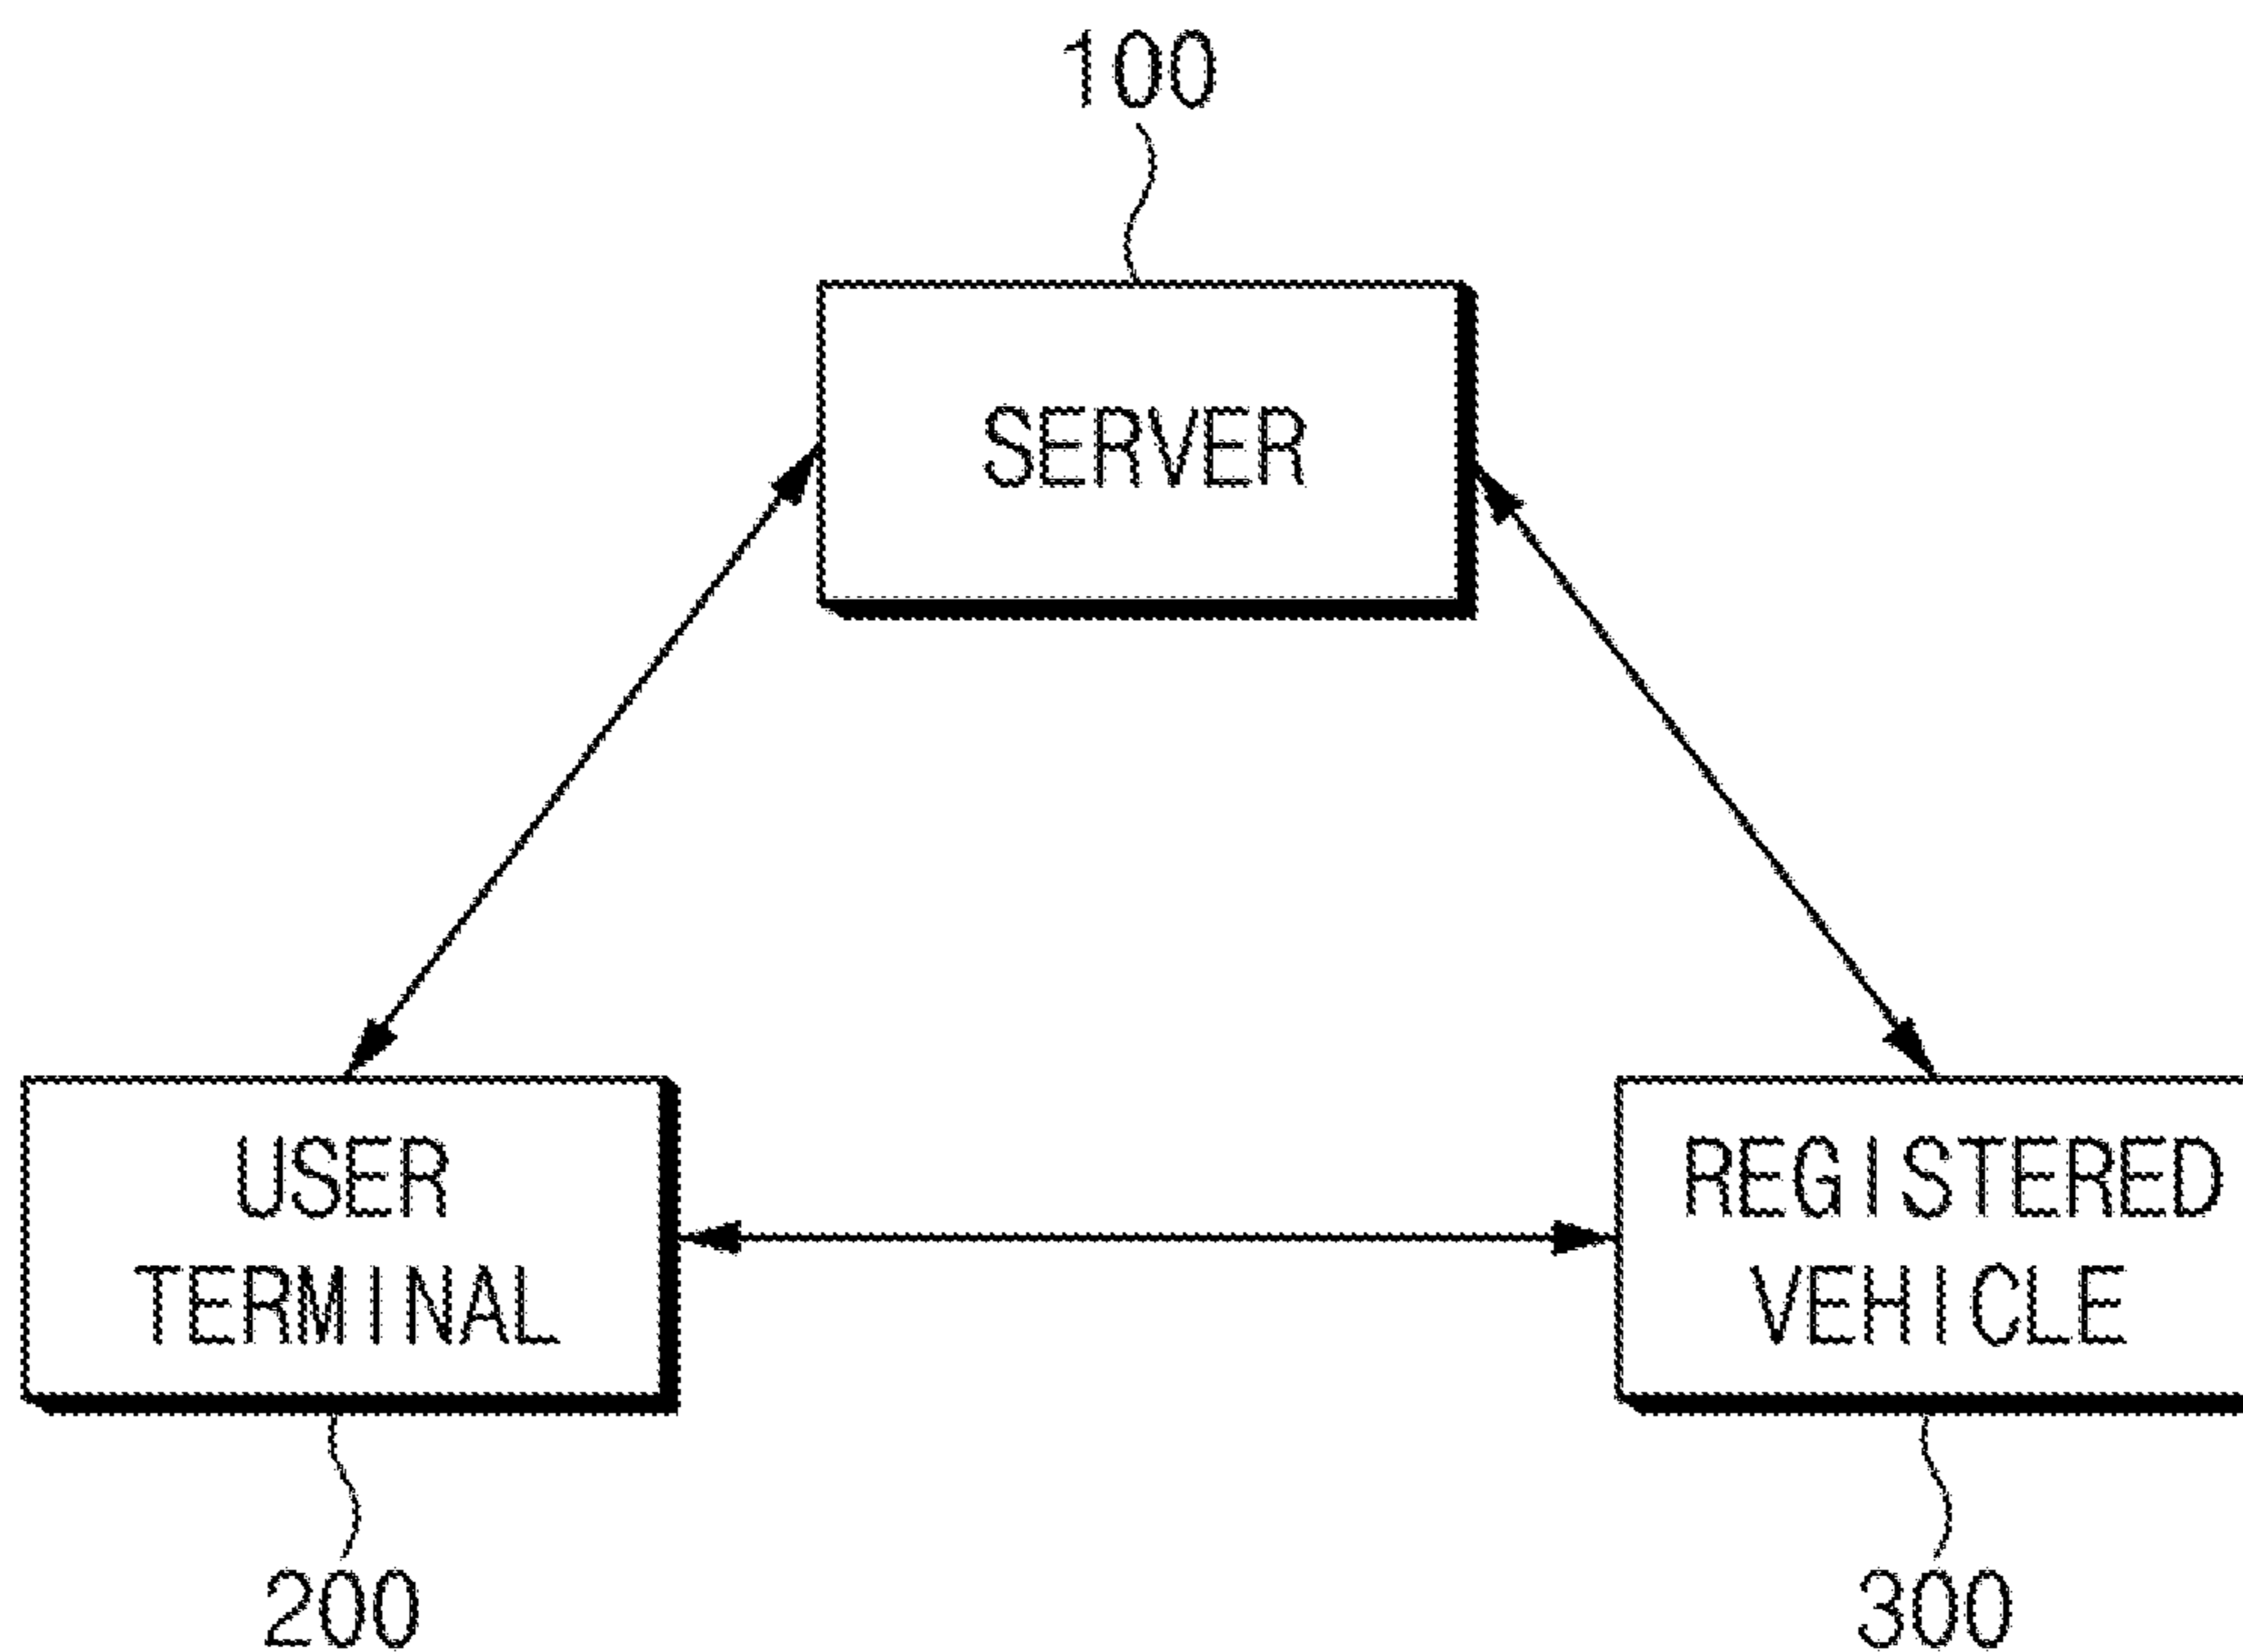 100
SERVER
USER
TERMINAL
REGISTERED
VEHICLE
200
300